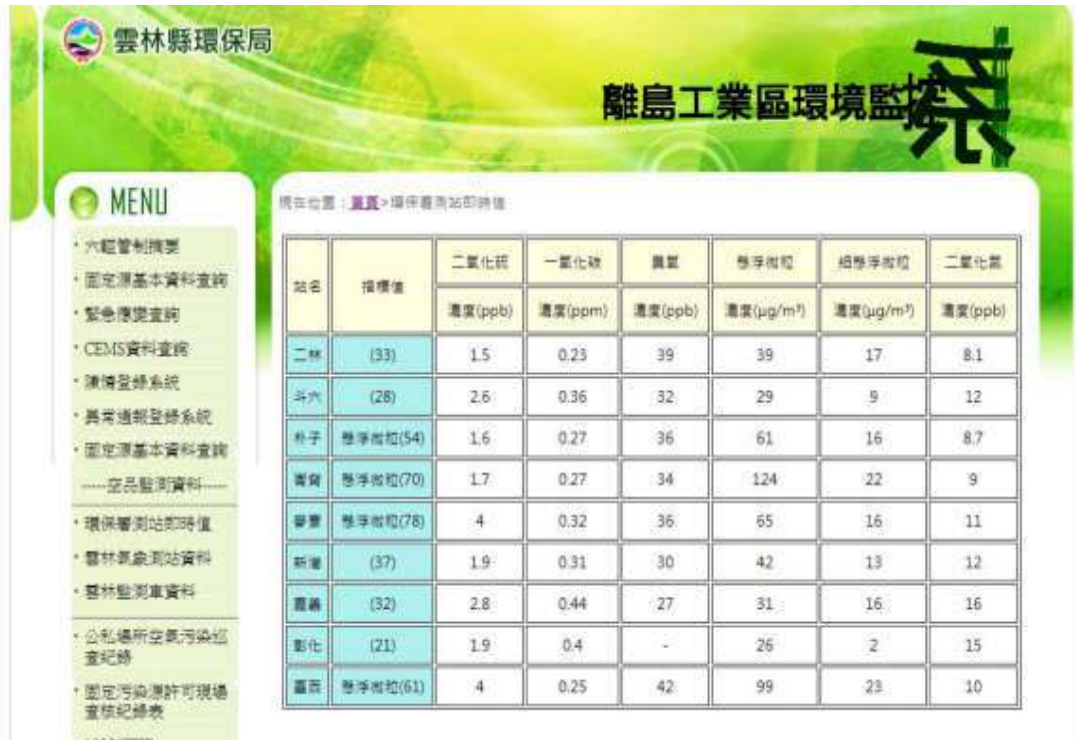 雲林縣環保局
離島工業區環境監控系
MENU
現在位置：首頁>環保署測站即時值
・六輕管制摘要
・固定源基本資料查詢
・緊急應變查詢
・CEMS資料查詢
・陳情登錄系統
・異常通報登錄系統
・固定源基本資料查詢
-----空品監測資料-----
・環保署測站即時值
・雲林氣象測站資料
・雲林監測車資料
・公私場所空氣污染巡
查紀錄
・固定污染源許可現場
查核紀錄表
站名 指標值 二氧化硫 一氧化碳 臭氧 懸浮微粒 細懸浮微粒 二氧化氮
濃度(ppb) 濃度(ppm) 濃度(ppb) 濃度(μg/m³) 濃度(μg/m³) 濃度(ppb)
二林 (33) 1.5 0.23 39 39 17 8.1
斗六 (28) 2.6 0.36 32 29 9 12
朴子 懸浮微粒(54) 1.6 0.27 36 61 16 8.7
崙背 懸浮微粒(70) 1.7 0.27 34 124 22 9
麥寮 懸浮微粒(78) 4 0.32 36 65 16 11
新港 (37) 1.9 0.31 30 42 13 12
嘉義 (32) 2.8 0.44 27 31 16 16
彰化 (21) 1.9 0.4 - 26 2 15
臺西 懸浮微粒(61) 4 0.25 42 99 23 10